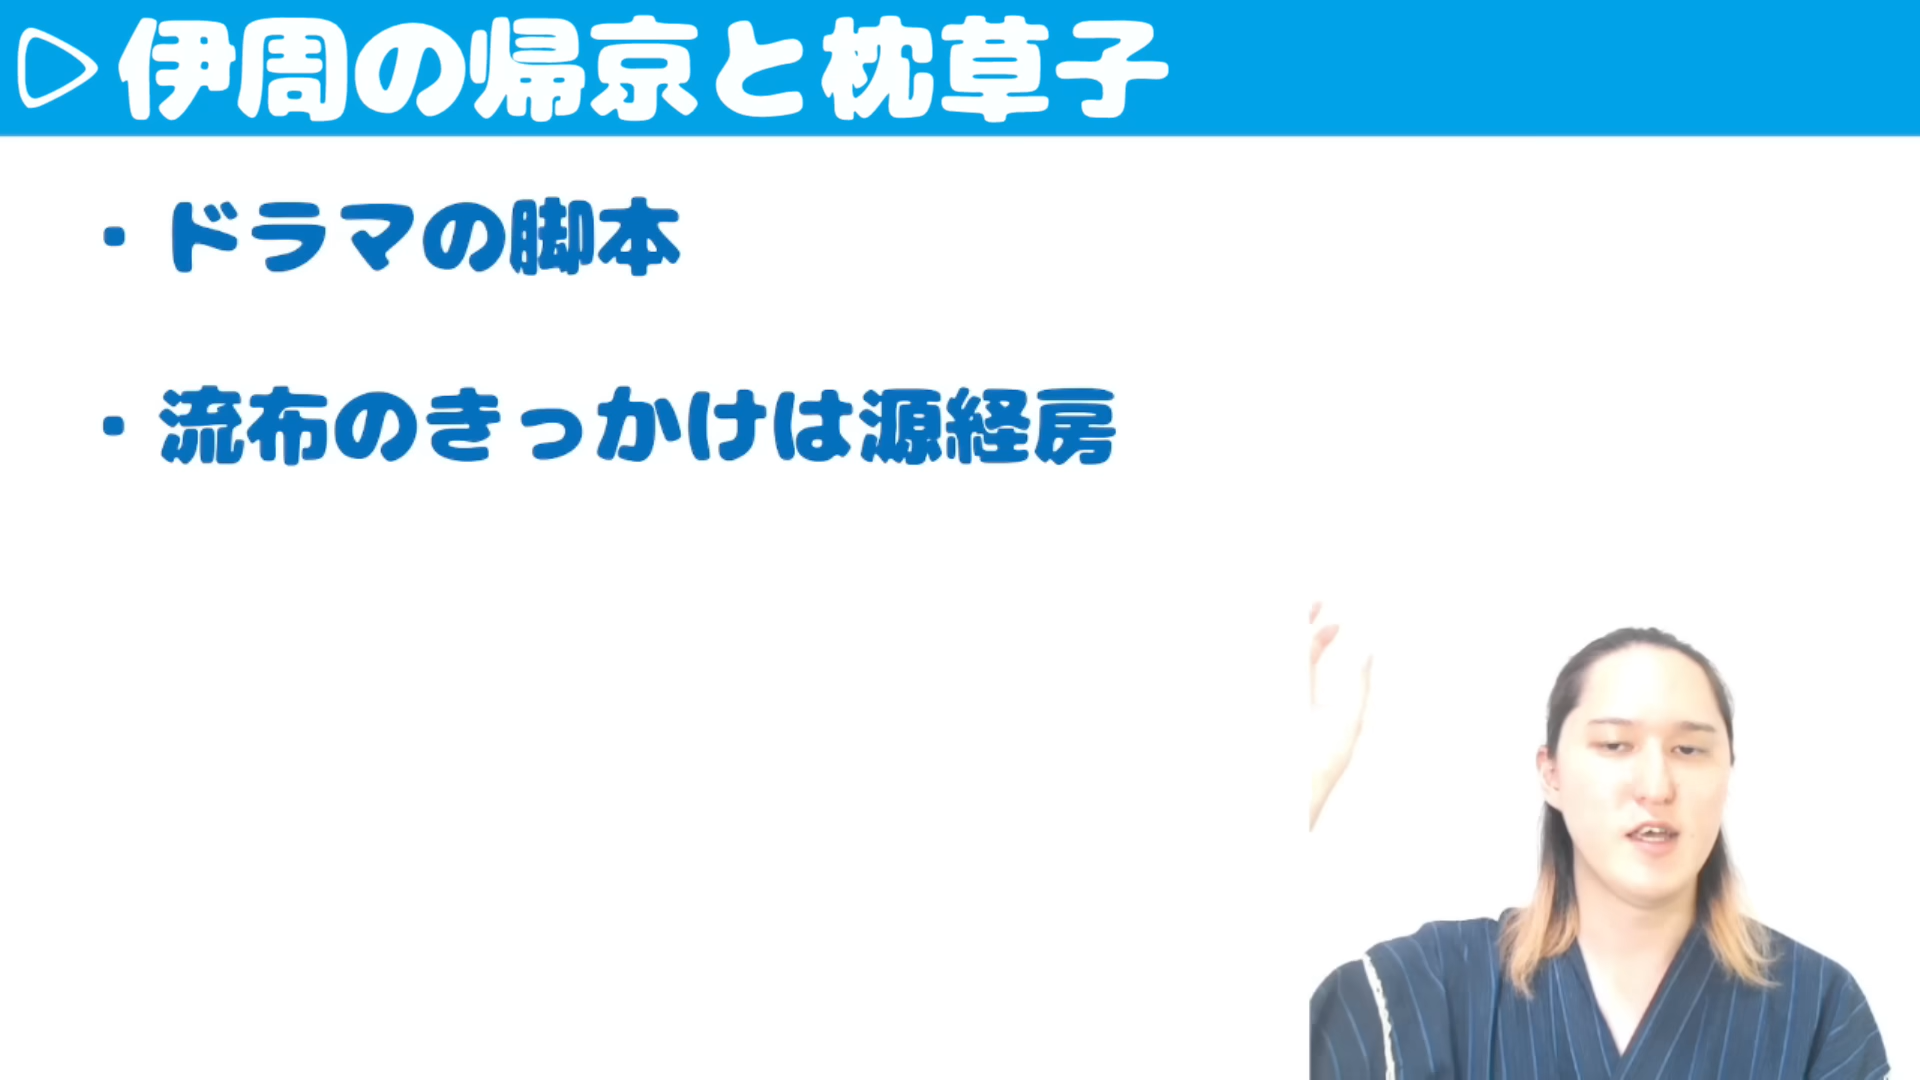 伊周の帰京と枕草子
・ドラマの脚本
・流布のきっかけは源経房